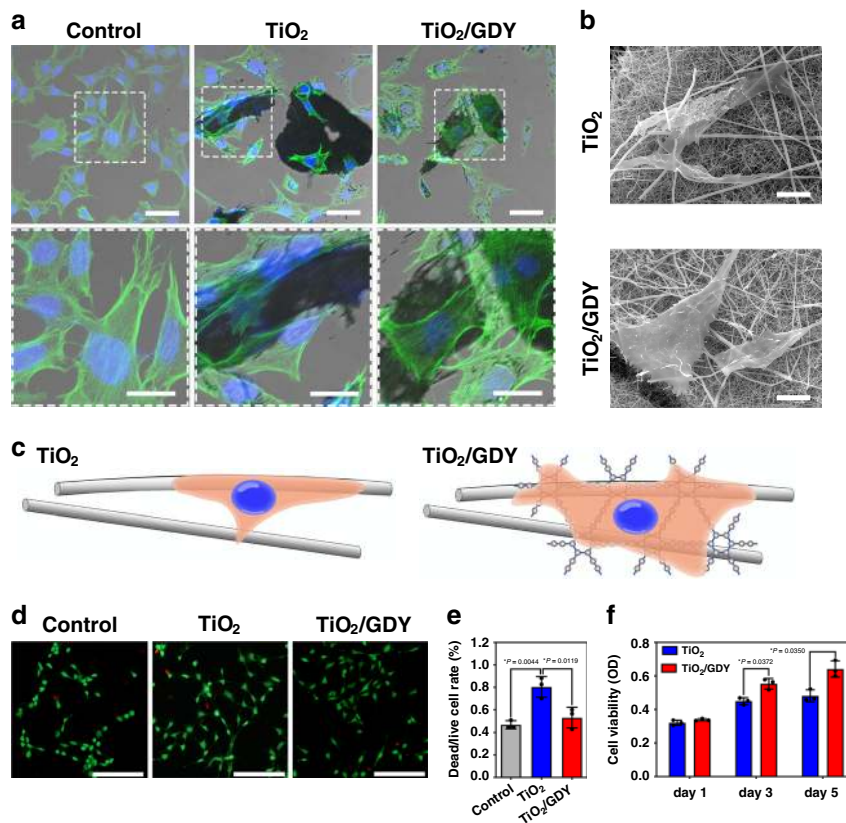 a
Control
TiO₂
TiO₂/GDY
b
TiO₂
TiO₂/GDY
c
TiO₂
TiO₂/GDY
d
Control
TiO₂
TiO₂/GDY
e
Dead/live cell rate (%)
1.2
1.0
0.8
0.6
0.4
0.2
0.0
*P = 0.0044
*P = 0.0119
Control
TiO₂
TiO₂/GDY
f
Cell viability (OD)
0.8
0.6
0.4
0.2
0.0
TiO₂
TiO₂/GDY
*P = 0.0372
*P = 0.0350
day 1
day 3
day 5